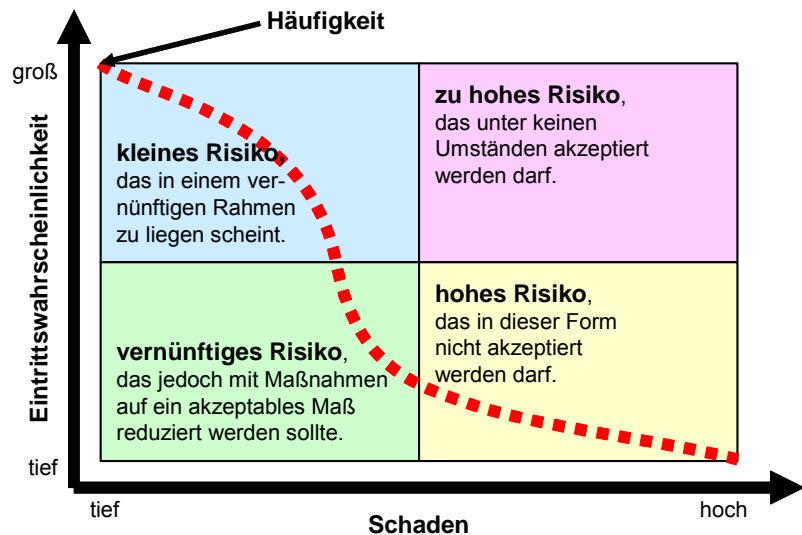 Häufigkeit
groß
Eintrittswahrscheinlichkeit
kleines Risiko,
das in einem ver-
nünftigen Rahmen
zu liegen scheint.
zu hohes Risiko,
das unter keinen
Umständen akzeptiert
werden darf.
vernünftiges Risiko,
das jedoch mit Maßnahmen
auf ein akzeptables Maß
reduziert werden sollte.
hohes Risiko,
das in dieser Form
nicht akzeptiert
werden darf.
tief
tief
Schaden
hoch